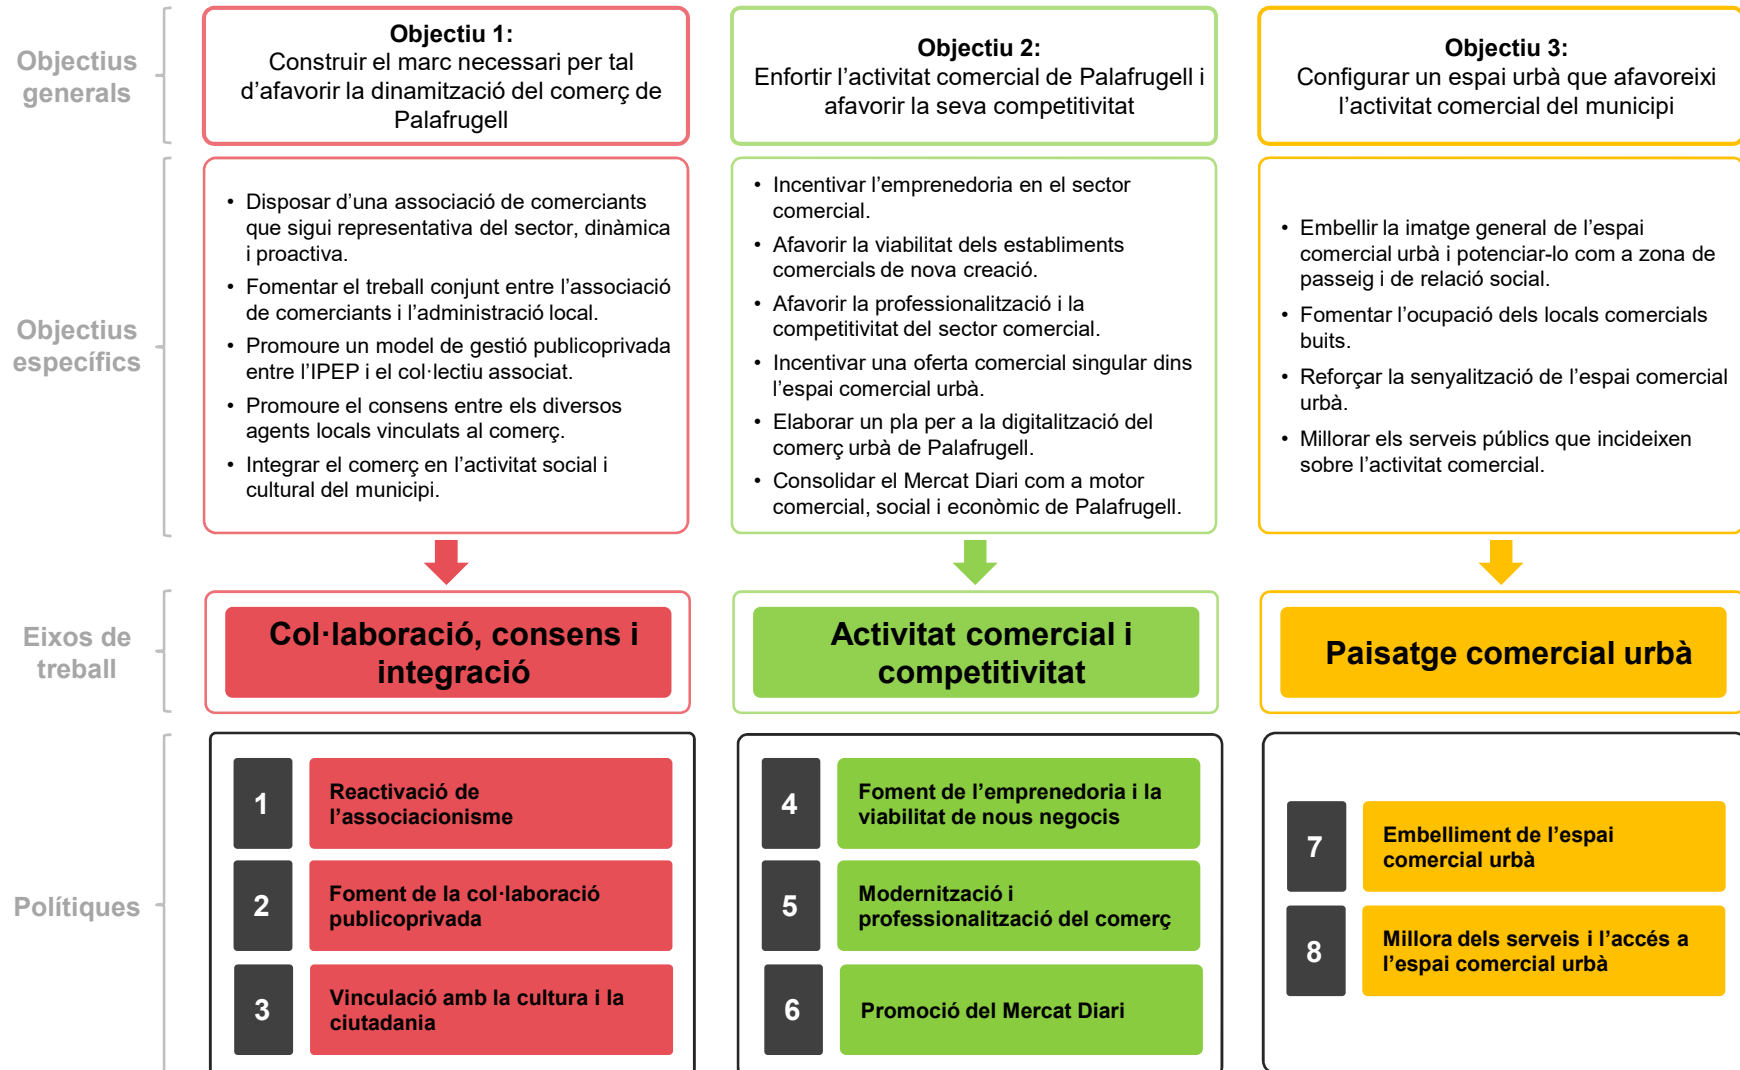 Objectius
generals
Objectiu 1:
Construir el marc necessari per tal
d’afavorir la dinamització del comerç de
Palafrugell
Objectiu 2:
Enfortir l’activitat comercial de Palafrugell i
afavorir la seva competitivitat
Objectiu 3:
Configurar un espai urbà que afavoreixi
l’activitat comercial del municipi
Objectius
específics
• Disposar d’una associació de comerciants
que sigui representativa del sector, dinàmica
i proactiva.
• Fomentar el treball conjunt entre l’associació
de comerciants i l’administració local.
• Promoure un model de gestió publicoprivada
entre l’IPEP i el col·lectiu associat.
• Promoure el consens entre els diversos
agents locals vinculats al comerç.
• Integrar el comerç en l’activitat social i
cultural del municipi.
• Incentivar l’emprenedoria en el sector
comercial.
• Afavorir la viabilitat dels establiments
comercials de nova creació.
• Afavorir la professionalització i la
competitivitat del sector comercial.
• Incentivar una oferta comercial singular dins
l’espai comercial urbà.
• Elaborar un pla per a la digitalització del
comerç urbà de Palafrugell.
• Consolidar el Mercat Diari com a motor
comercial, social i econòmic de Palafrugell.
• Embellir la imatge general de l’espai
comercial urbà i potenciar-lo com a zona de
passeig i de relació social.
• Fomentar l’ocupació dels locals comercials
buits.
• Reforçar la senyalització de l’espai comercial
urbà.
• Millorar els serveis públics que incideixen
sobre l’activitat comercial.
Eixos de
treball
Col·laboració, consens i
integració
Activitat comercial i
competitivitat
Paisatge comercial urbà
Polítiques
1
Reactivació de
l’associacionisme
2
Foment de la col·laboració
publicoprivada
3
Vinculació amb la cultura i la
ciutadania
4
Foment de l’emprenedoria i la
viabilitat de nous negocis
5
Modernització i
professionalització del comerç
6
Promoció del Mercat Diari
7
Embelliment de l’espai
comercial urbà
8
Millora dels serveis i l’accés a
l’espai comercial urbà